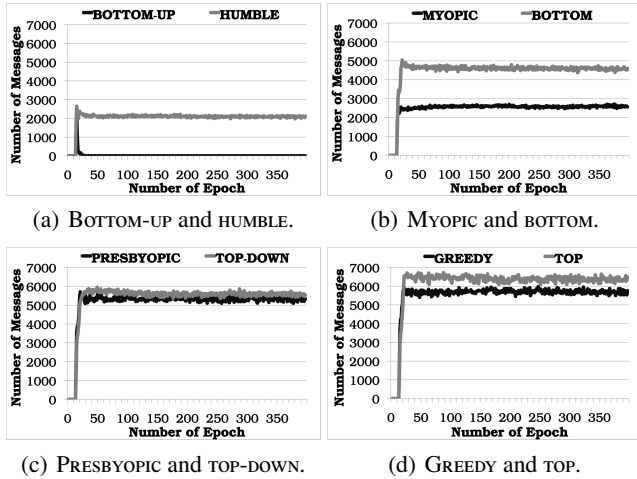 BOTTOM-UP HUMBLE
Number of Messages
7000
6000
5000
4000
3000
2000
1000
0
0 50 100 150 200 250 300 350
Number of Epoch
(a) BOTTOM-UP and HUMBLE.
MYOPIC BOTTOM
Number of Messages
7000
6000
5000
4000
3000
2000
1000
0
0 50 100 150 200 250 300 350
Number of Epoch
(b) MYOPIC and BOTTOM.
PRESBYOPIC TOP-DOWN
Number of Messages
7000
6000
5000
4000
3000
2000
1000
0
0 50 100 150 200 250 300 350
Number of Epoch
(c) PRESBYOPIC and TOP-DOWN.
GREEDY TOP
Number of Messages
7000
6000
5000
4000
3000
2000
1000
0
0 50 100 150 200 250 300 350
Number of Epoch
(d) GREEDY and TOP.